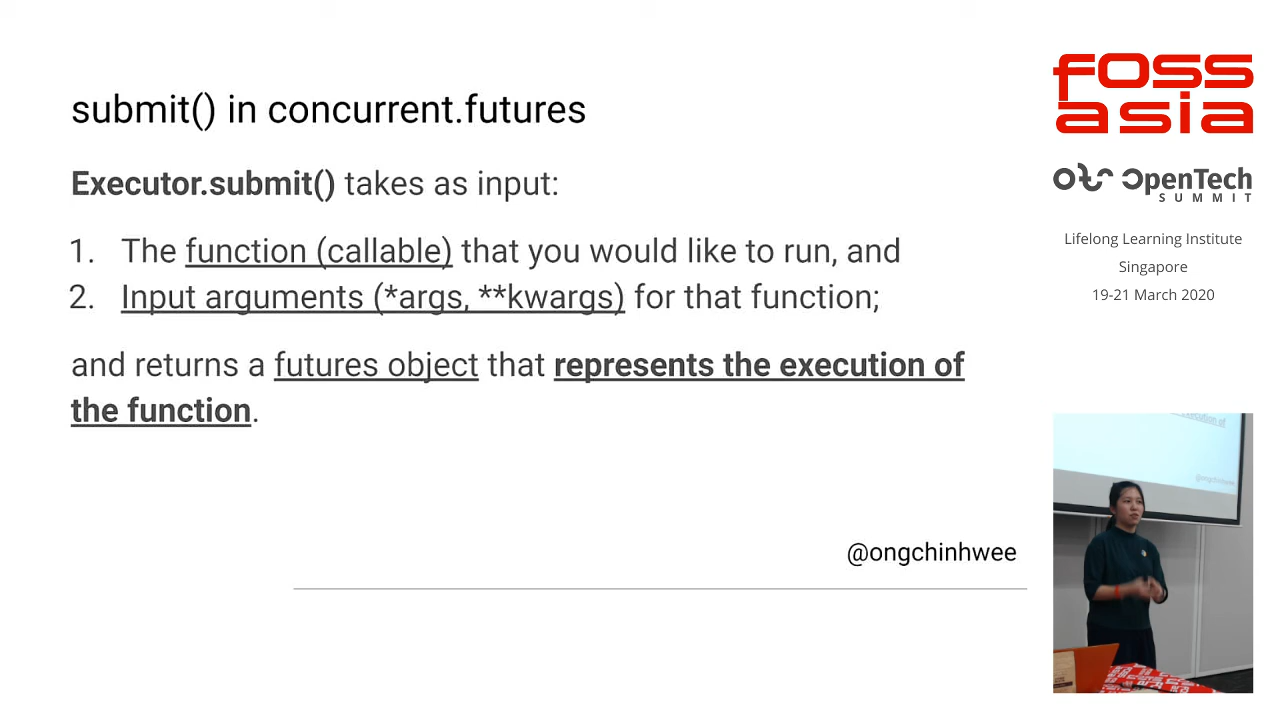 submit() in concurrent.futures
Executor.submit() takes as input:
1. The function (callable) that you would like to run, and
2. Input arguments (*args, **kwargs) for that function;
and returns a futures object that represents the execution of
the function.
@ongchinhwee
FOSS
asia
OpenTech
SUMMIT
Lifelong Learning Institute
Singapore
19-21 March 2020
@ongchinhwee